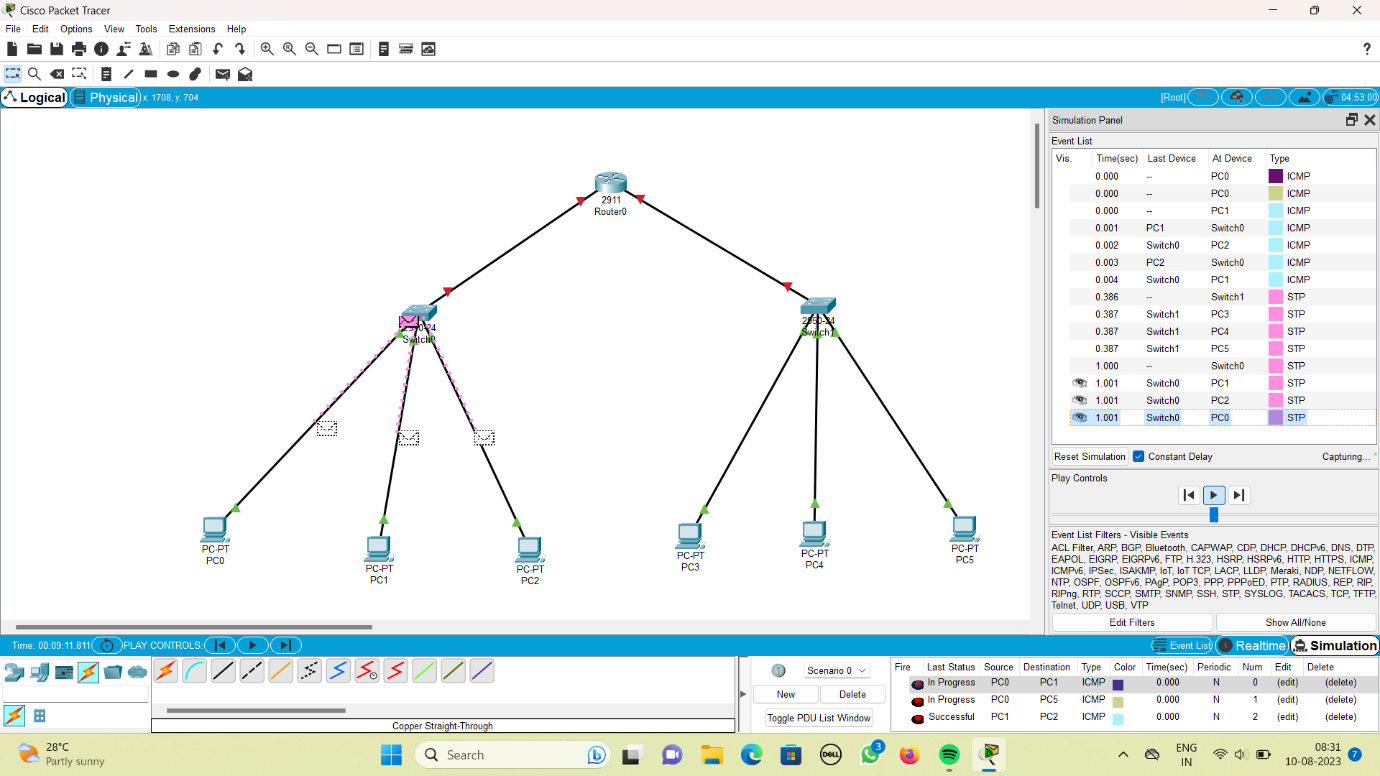 Cisco Packet Tracer
File Edit Options View Tools Extensions Help
Logical Physical x: 1708, y: 704 [Root] 04:53:00
2911
Router0
Switch0
Switch1
PC-PT
PC0
PC-PT
PC1
PC-PT
PC2
PC-PT
PC3
PC-PT
PC4
PC-PT
PC5
Simulation Panel
Event List
Vis. Time(sec) Last Device At Device Type
0.000 -- PC0 ICMP
0.000 -- PC0 ICMP
0.000 -- PC1 ICMP
0.001 PC1 Switch0 ICMP
0.002 Switch0 PC2 ICMP
0.003 PC2 Switch0 ICMP
0.004 Switch0 PC1 ICMP
0.386 -- Switch1 STP
0.387 Switch1 PC3 STP
0.387 Switch1 PC4 STP
0.387 Switch1 PC5 STP
1.000 -- Switch0 STP
1.001 Switch0 PC1 STP
1.001 Switch0 PC2 STP
1.001 Switch0 PC0 STP
Reset Simulation Constant Delay Capturing...
Play Controls
Event List Filters - Visible Events
ACL Filter, ARP, BGP, Bluetooth, CAPWAP, CDP, DHCP, DHCPv6, DNS, DTP,
EAPOL, EIGRP, EIGRPv6, FTP, H.323, HSRP, HSRPv6, HTTP, HTTPS, ICMP,
ICMPv6, IPSec, ISAKMP, IoT, IoT TCP, LACP, LLDP, Meraki, NDP, NETFLOW,
NTP, OSPF, OSPFv6, PAgP, POP3, PPP, PPPoED, PTP, RADIUS, REP, RIP,
RIPng, RTP, SCCP, SMTP, SNMP, SSH, STP, SYSLOG, TACACS, TCP, TFTP,
Telnet, UDP, USB, VTP
Edit Filters Show All/None
Time: 00:09:11.811 PLAY CONTROLS: Event List Realtime Simulation
Copper Straight-Through
Scenario 0
New Delete
Toggle PDU List Window
Fire Last Status Source Destination Type Color Time(sec) Periodic Num Edit Delete
In Progress PC0 PC1 ICMP 0.000 N 0 (edit) (delete)
In Progress PC0 PC5 ICMP 0.000 N 1 (edit) (delete)
Successful PC1 PC2 ICMP 0.000 N 2 (edit) (delete)
28°C
Partly sunny
Search
DELL
3
ENG
IN
08:31
10-08-2023
7